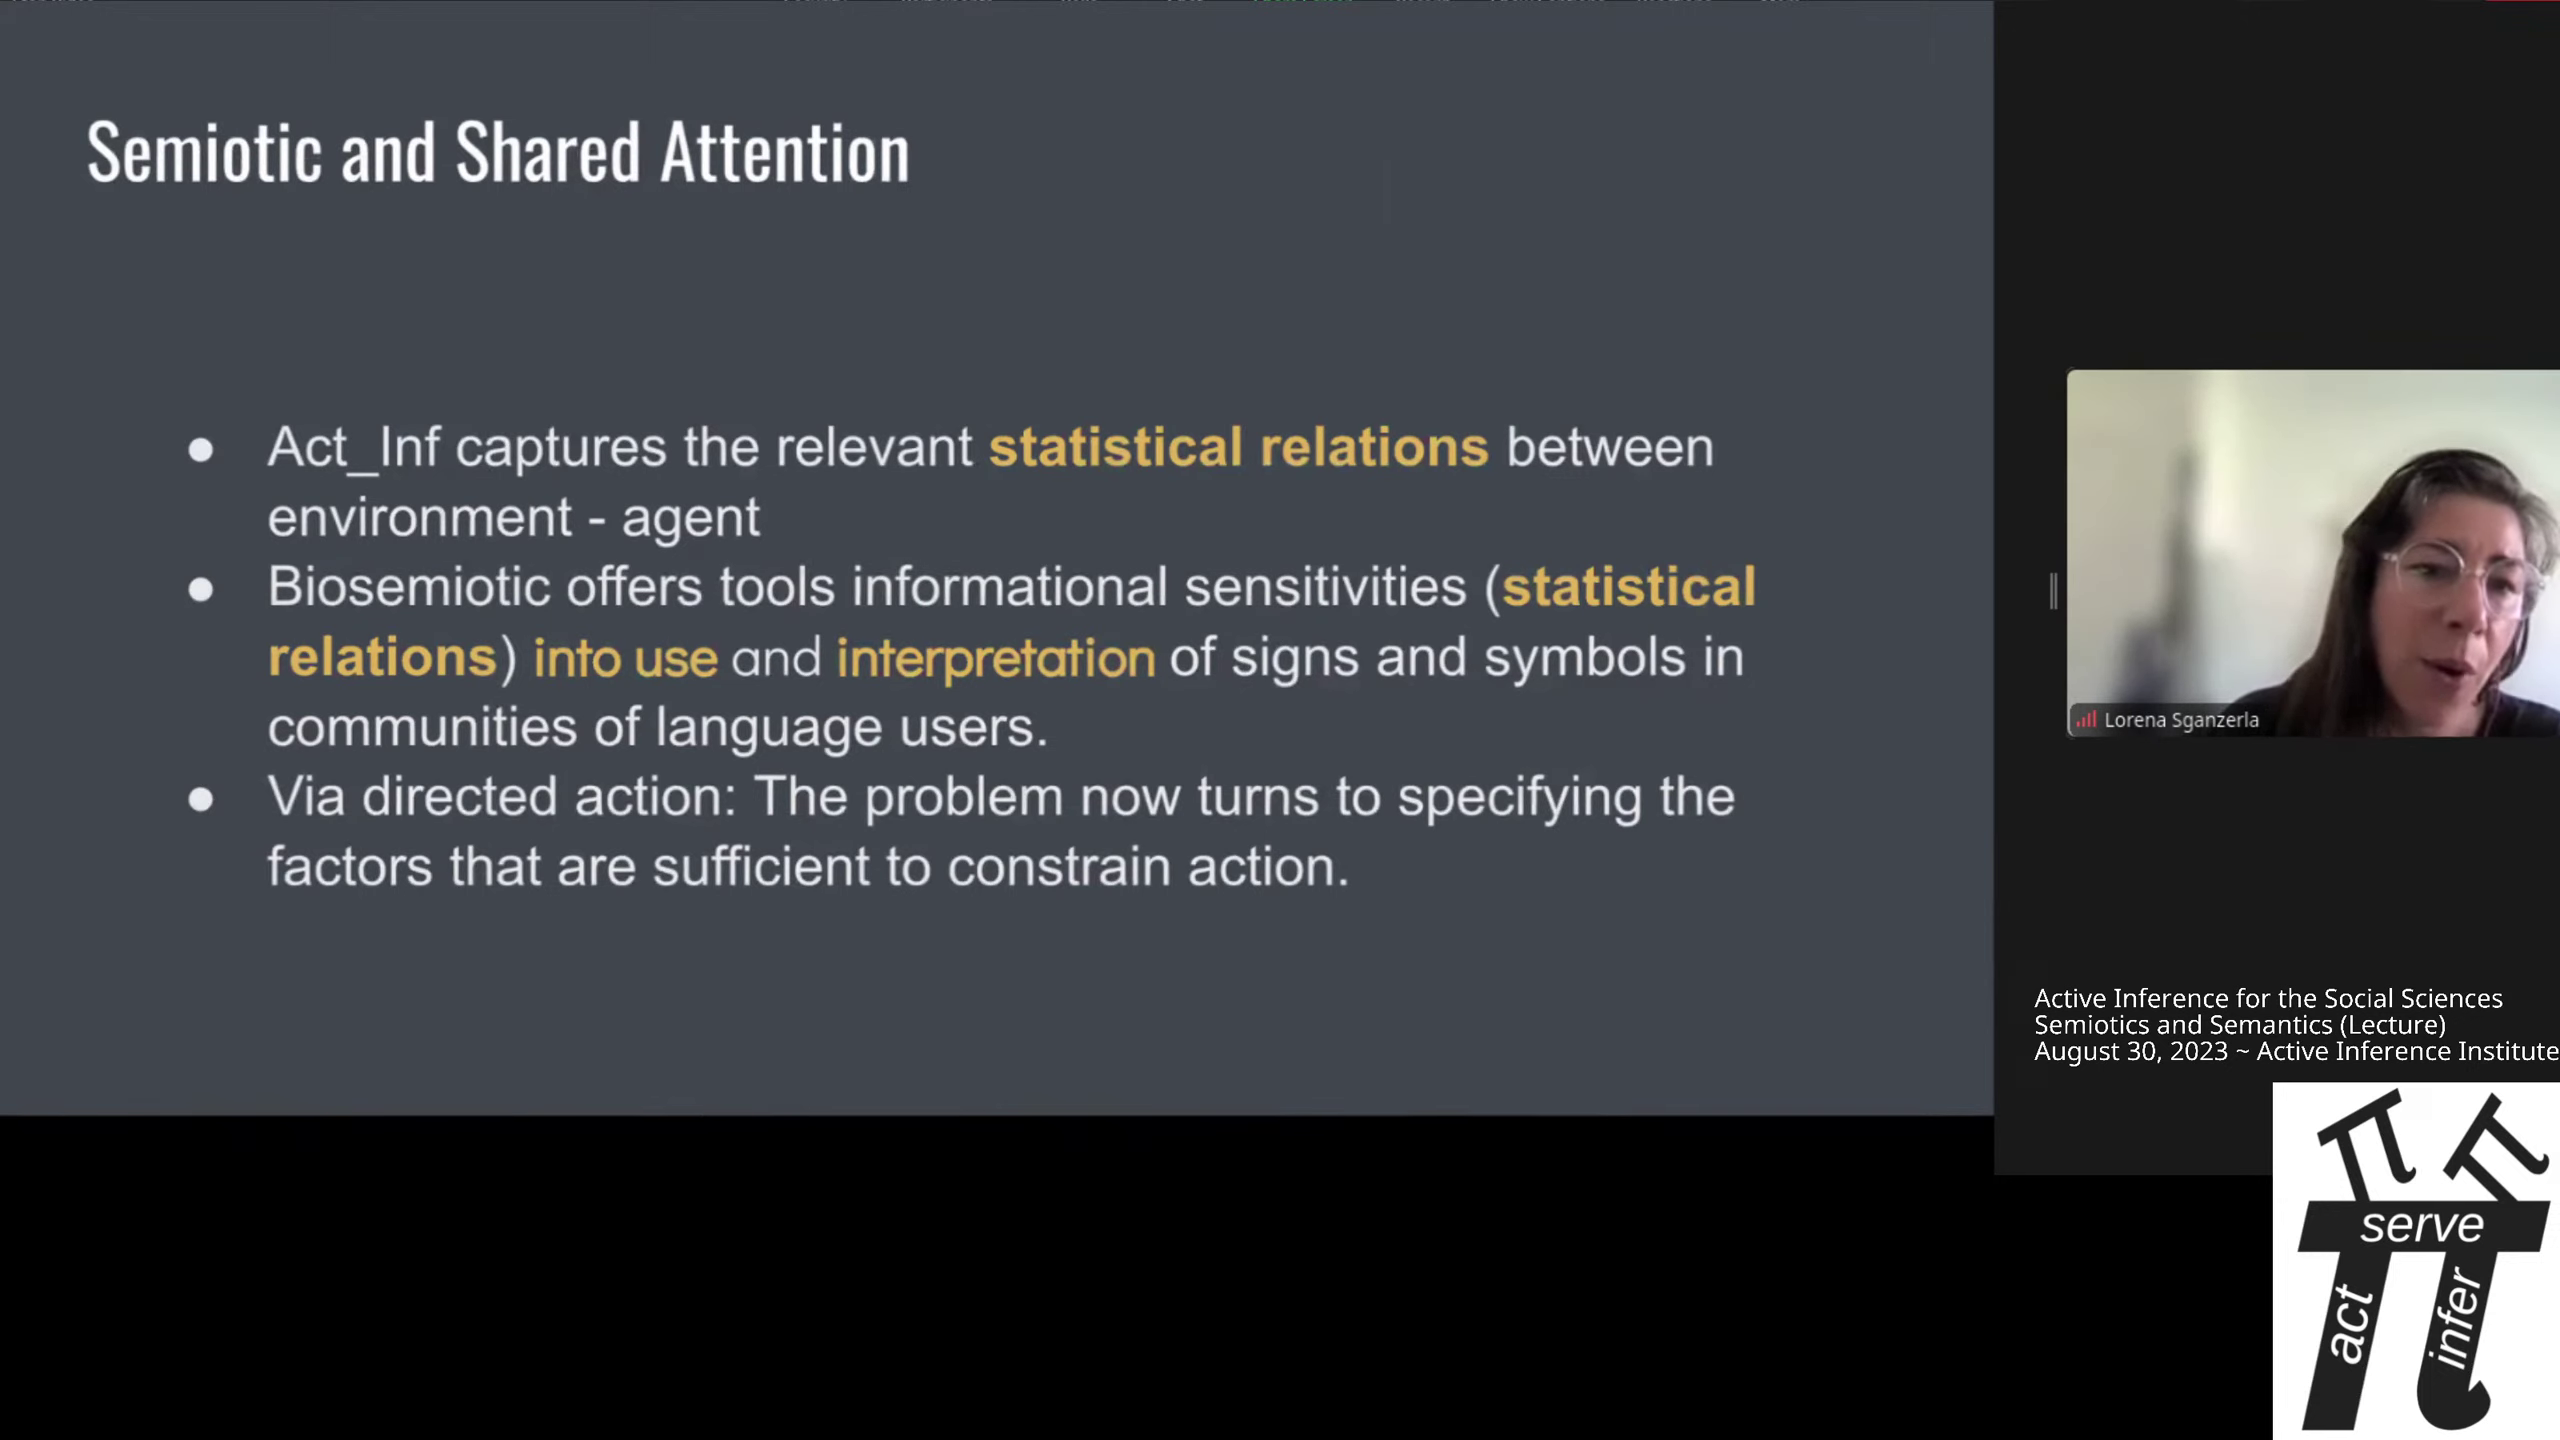 Semiotic and Shared Attention
● Act_Inf captures the relevant statistical relations between
environment - agent
● Biosemiotic offers tools informational sensitivities (statistical
relations) into use and interpretation of signs and symbols in
communities of language users.
● Via directed action: The problem now turns to specifying the
factors that are sufficient to constrain action.
Lorena Sganzerla
Active Inference for the Social Sciences
Semiotics and Semantics (Lecture)
August 30, 2023 ~ Active Inference Institute
serve
act
infer